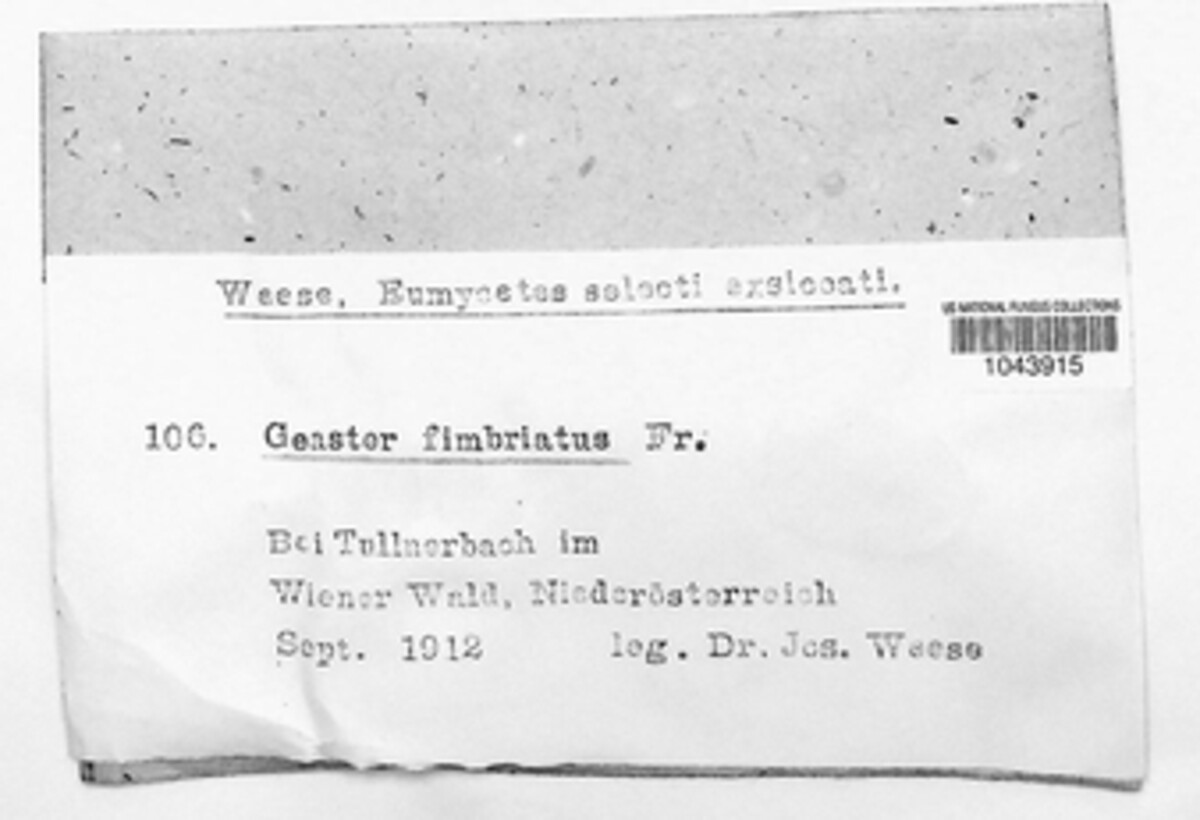 Weese, Eumycetes selecti exsiccati.
US NATIONAL FUNGUS COLLECTIONS
1043915
106. Geaster fimbriatus Fr.
Bei Tullnerbach im
Wiener Wald, Niederösterreich
Sept. 1912 leg. Dr. Jos. Weese